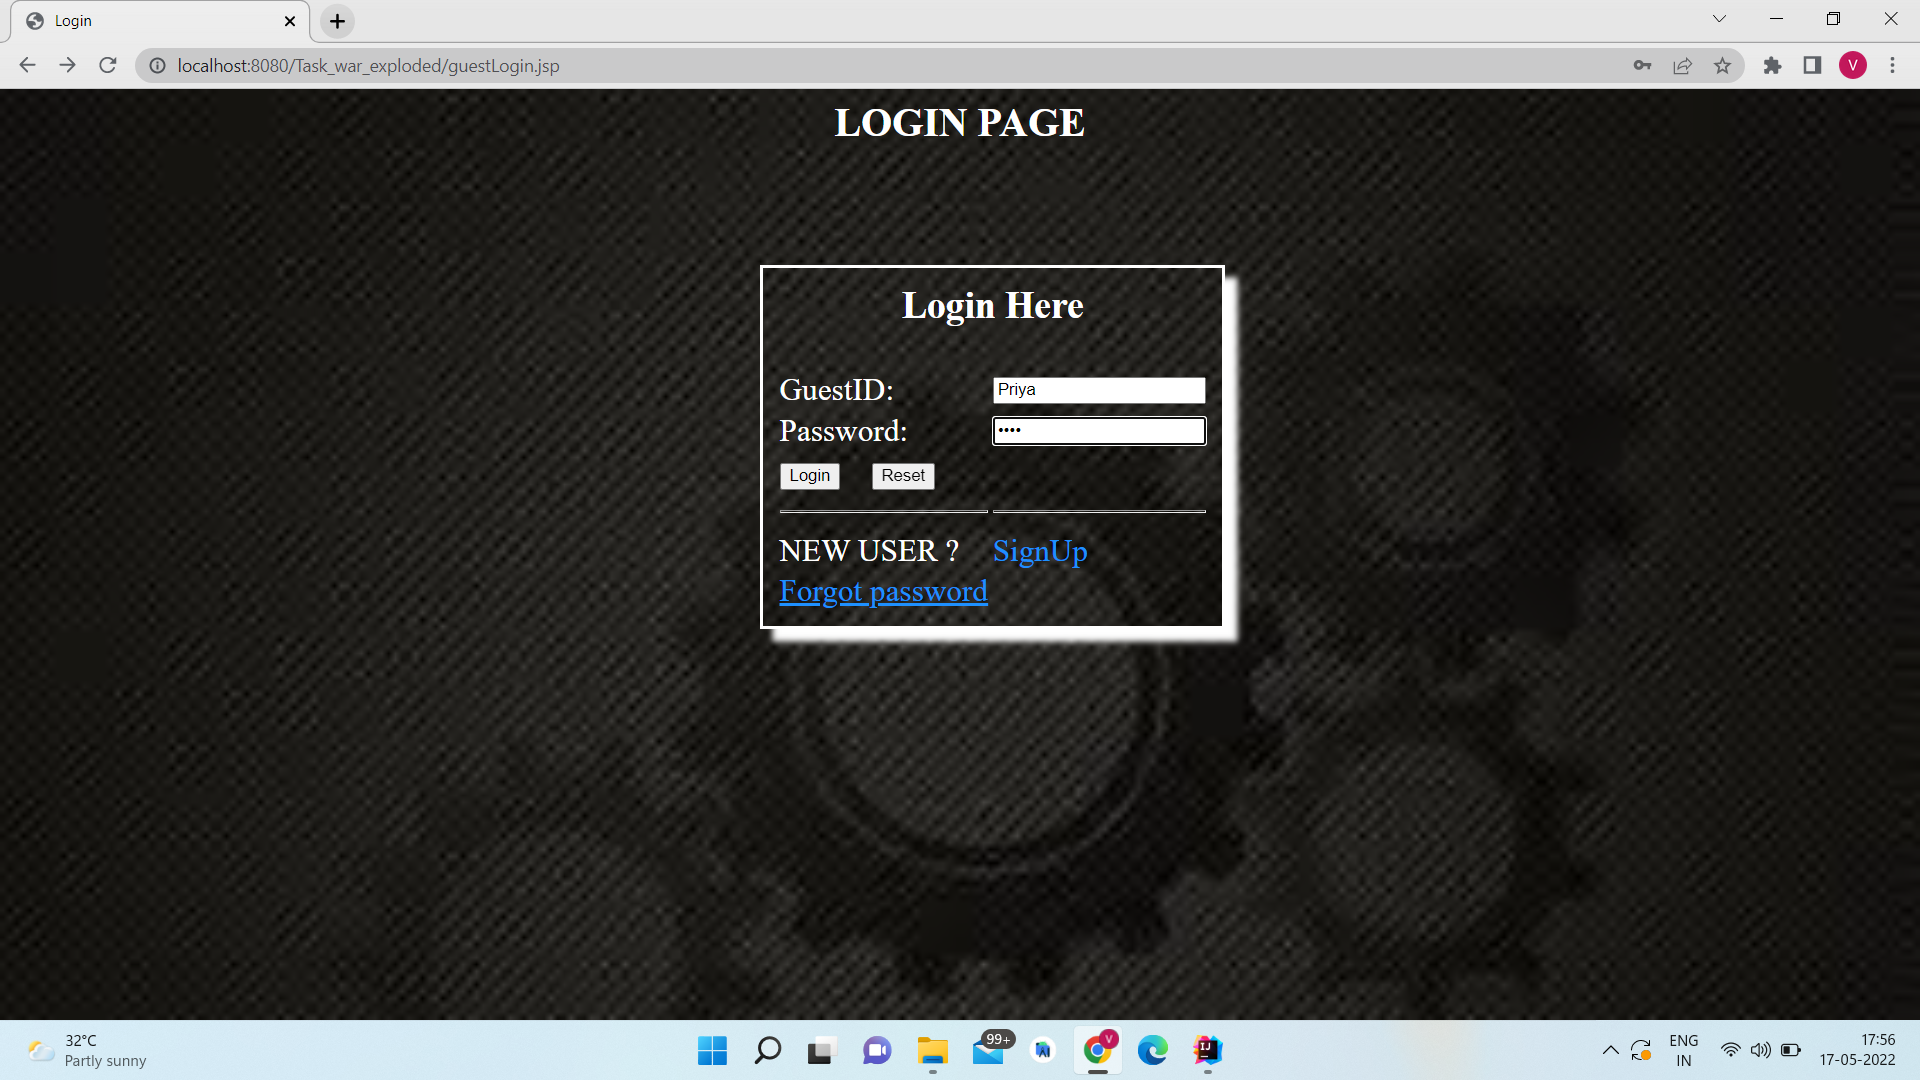 Login
localhost:8080/Task_war_exploded/guestLogin.jsp
V
LOGIN PAGE
Login Here
GuestID: Priya
Password: ••••
Login Reset
NEW USER ? SignUp
Forgot password
32°C
Partly sunny
99+
V
IJ
ENG
IN
17:56
17-05-2022